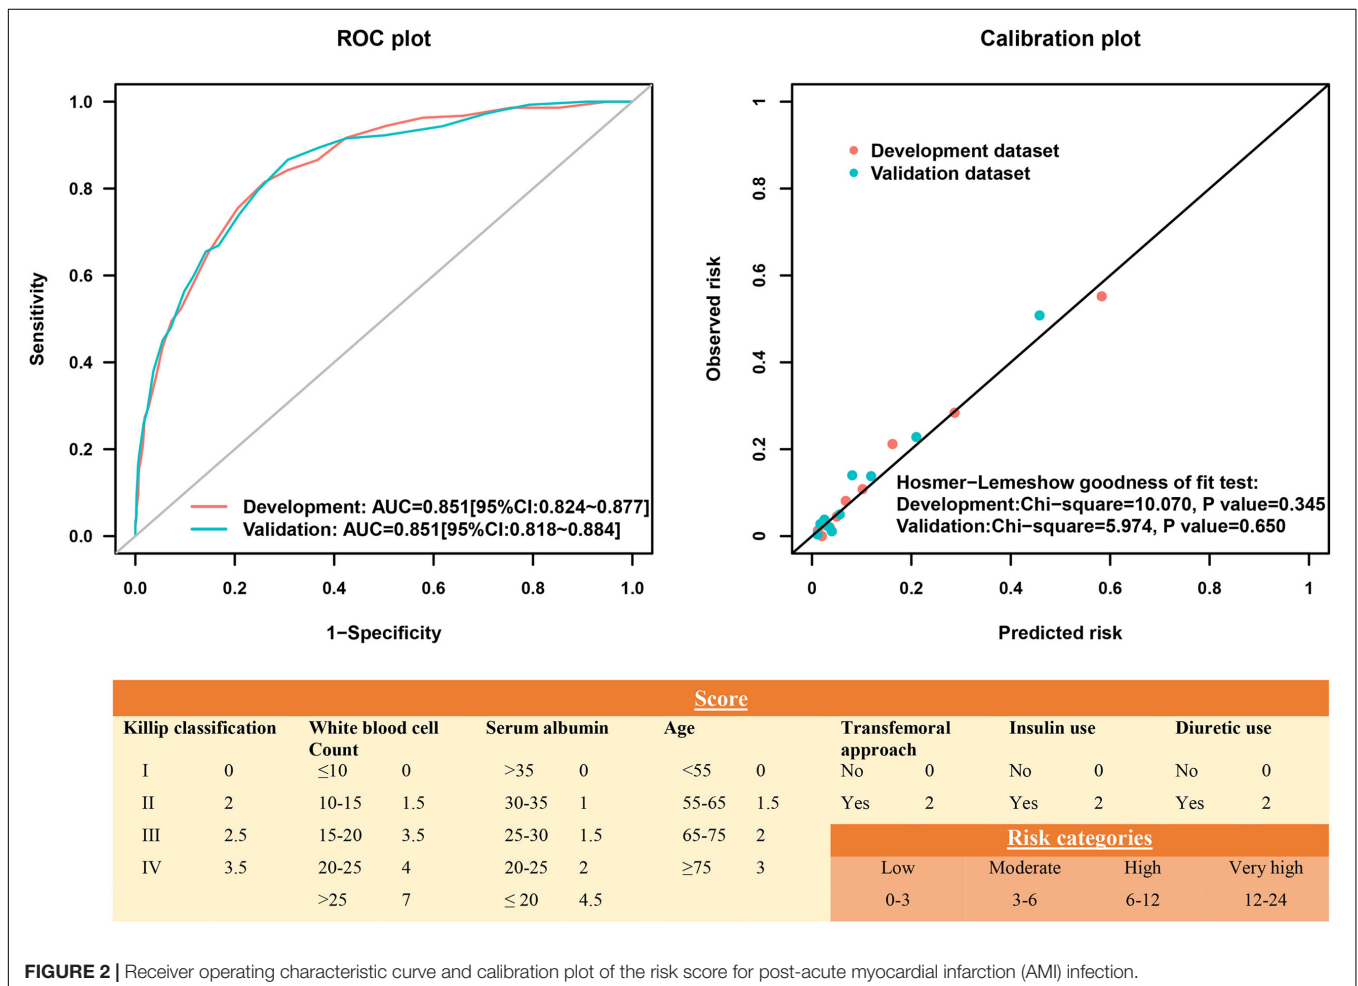 ROC plot
1.0
0.8
0.6
0.4
0.2
0.0
Sensitivity
Development: AUC=0.851[95%CI:0.824~0.877]
Validation: AUC=0.851[95%CI:0.818~0.884]
0.0 0.2 0.4 0.6 0.8 1.0
1−Specificity
Calibration plot
1
0.8
0.6
0.4
0.2
0
Observed risk
Development dataset
Validation dataset
Hosmer−Lemeshow goodness of fit test:
Development:Chi−square=10.070, P value=0.345
Validation:Chi−square=5.974, P value=0.650
0 0.2 0.4 0.6 0.8 1
Predicted risk
Score
Killip classification White blood cell Serum albumin Age Transfemoral Insulin use Diuretic use
Count approach
I 0 ≤10 0 >35 0 <55 0 No 0 No 0 No 0
II 2 10-15 1.5 30-35 1 55-65 1.5 Yes 2 Yes 2 Yes 2
III 2.5 15-20 3.5 25-30 1.5 65-75 2 Risk categories
IV 3.5 20-25 4 20-25 2 ≥75 3 Low Moderate High Very high
>25 7 ≤ 20 4.5 0-3 3-6 6-12 12-24
FIGURE 2 | Receiver operating characteristic curve and calibration plot of the risk score for post-acute myocardial infarction (AMI) infection.